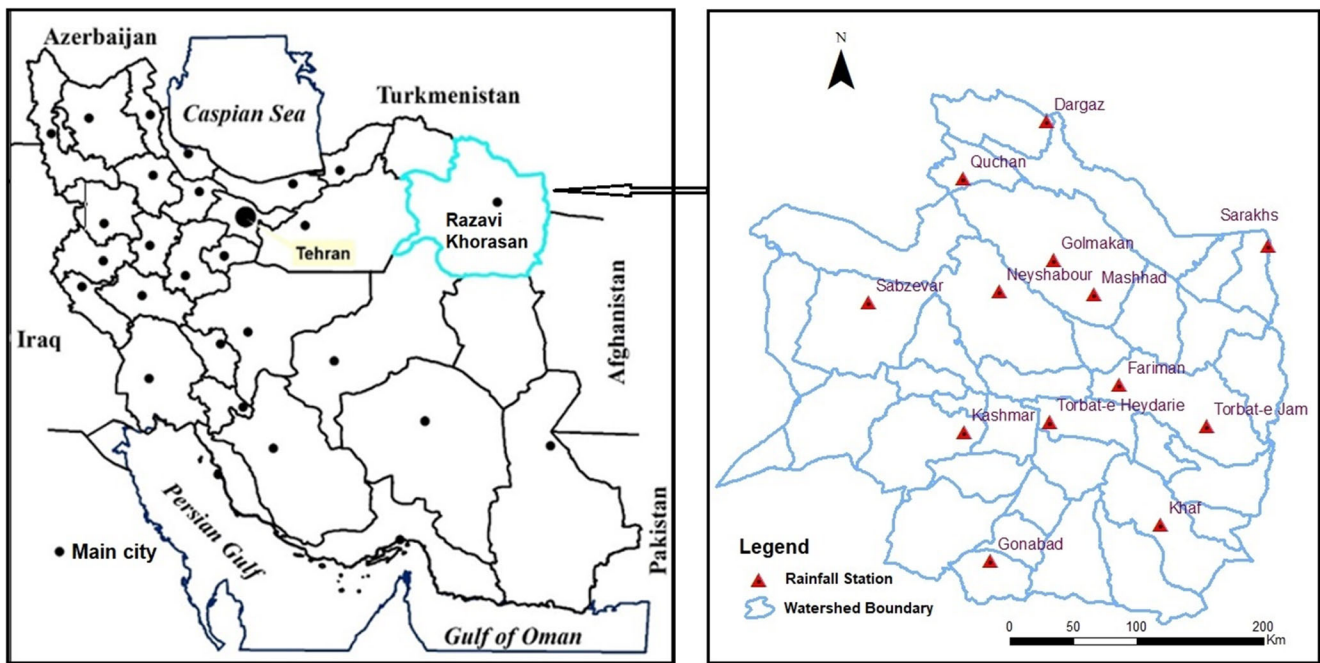 Azerbaijan
Caspian Sea
Turkmenistan
Razavi
Khorasan
Tehran
Iraq
Afghanistan
Persian Gulf
Pakistan
Main city
Gulf of Oman
N
Dargaz
Quchan
Sarakhs
Golmakan
Neyshabour
Mashhad
Sabzevar
Fariman
Kashmar
Torbat-e Heydarie
Torbat-e Jam
Khaf
Gonabad
Legend
Rainfall Station
Watershed Boundary
0 50 100 200
Km